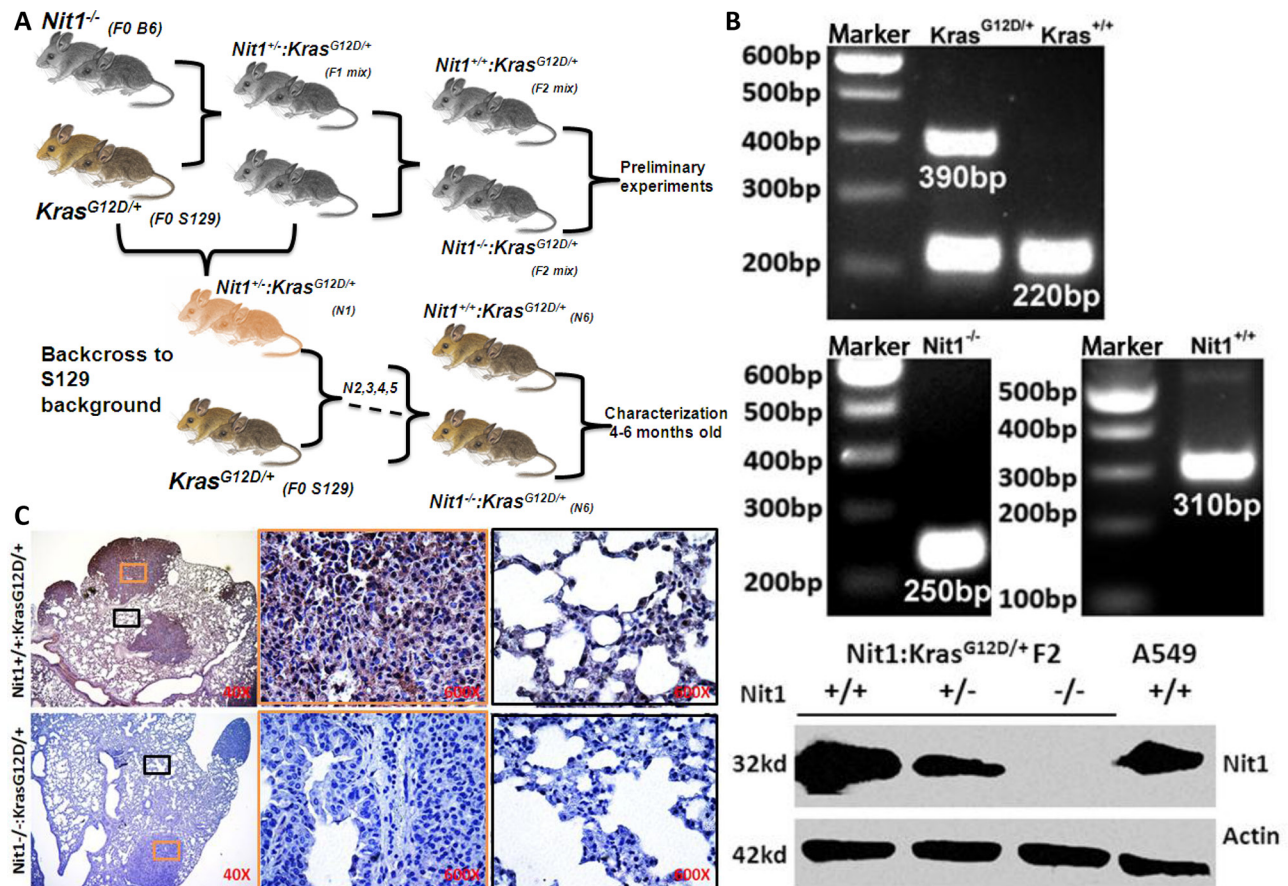 A
Nit1-/- (F0 B6)
Nit1+/-:KrasG12D/+
(F1 mix)
Nit1+/+:KrasG12D/+
(F2 mix)
Preliminary
experiments
KrasG12D/+ (F0 S129)
Nit1-/-:KrasG12D/+
(F2 mix)
Nit1+/-:KrasG12D/+
(N1)
Nit1+/+:KrasG12D/+ (N6)
Backcross to
S129
background
N2,3,4,5
Characterization
4-6 months old
KrasG12D/+ (F0 S129)
Nit1-/-:KrasG12D/+ (N6)
B
Marker KrasG12D/+ Kras+/+
600bp
500bp
400bp
390bp
300bp
200bp
220bp
Marker Nit1-/-
600bp
500bp
400bp
300bp
200bp
250bp
Marker Nit1+/+
500bp
400bp
300bp
310bp
200bp
100bp
Nit1:KrasG12D/+ F2 A549
Nit1 +/+ +/- -/- +/+
32kd Nit1
42kd Actin
C
Nit1+/+:KrasG12D/+
40X 600X 600X
Nit1-/-:KrasG12D/+
40X 600X 600X